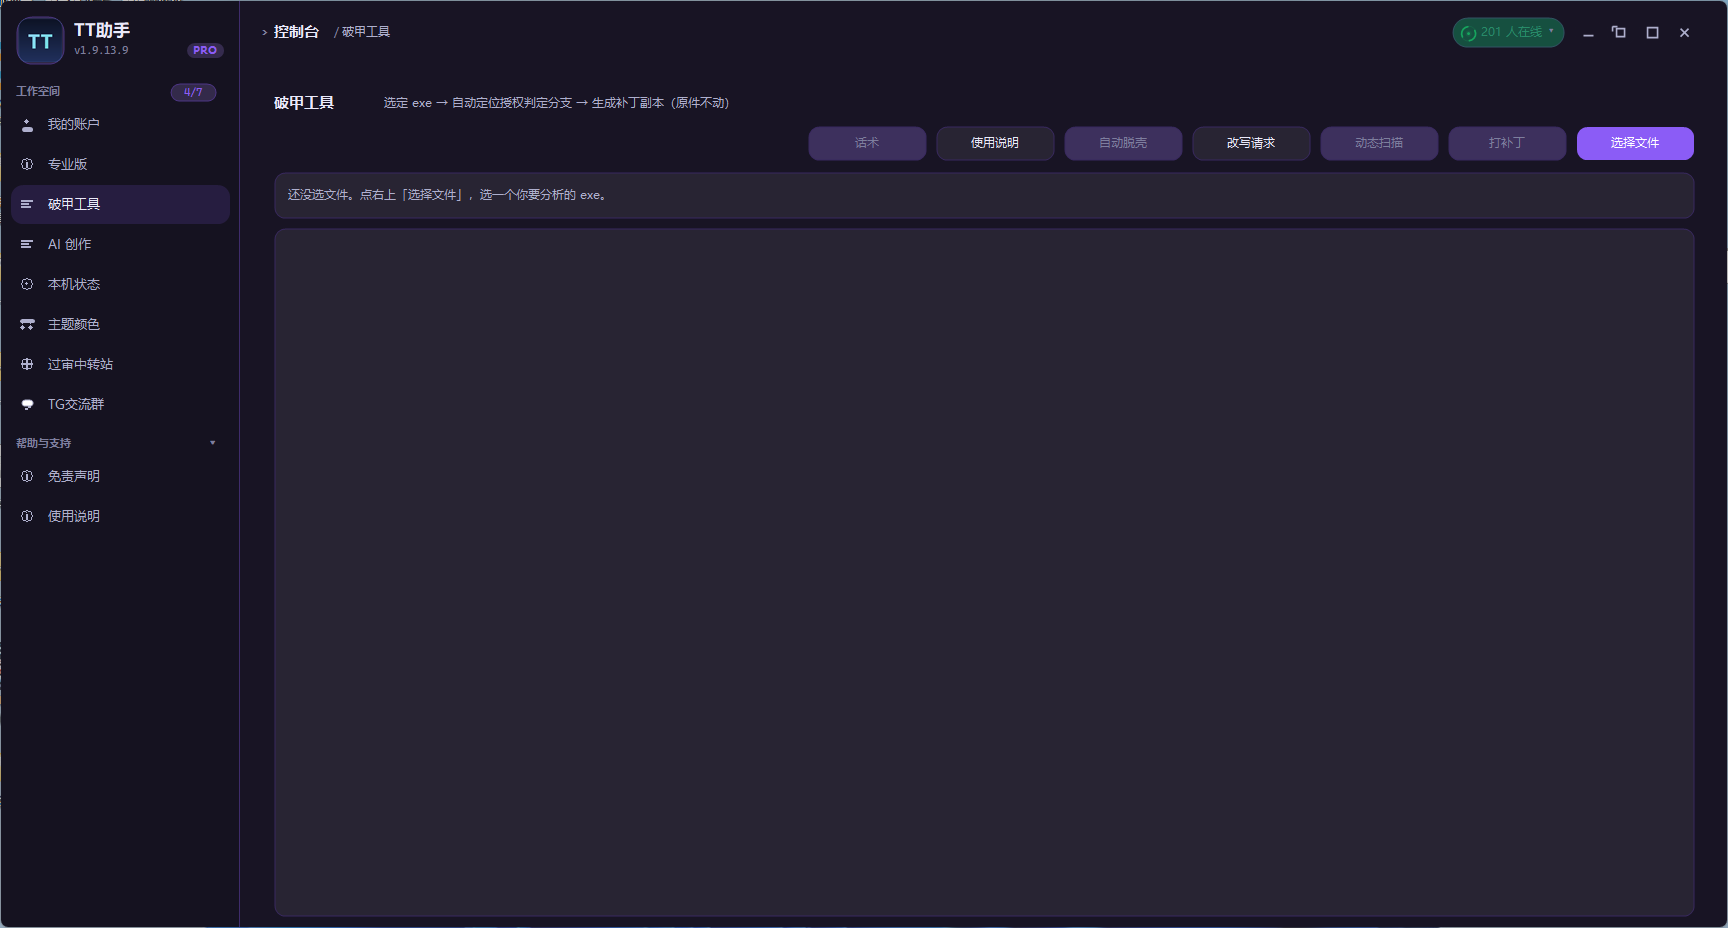 TT
TT助手
v1.9.13.9
PRO
工作空间
4/7
我的账户
专业版
破甲工具
AI 创作
本机状态
主题颜色
过审中转站
TG交流群
帮助与支持
免责声明
使用说明
› 控制台 / 破甲工具
201 人在线
破甲工具
选定 exe → 自动定位授权判定分支 → 生成补丁副本（原件不动）
话术
使用说明
自动脱壳
改写请求
动态扫描
打补丁
选择文件
还没选文件。点右上「选择文件」，选一个你要分析的 exe。